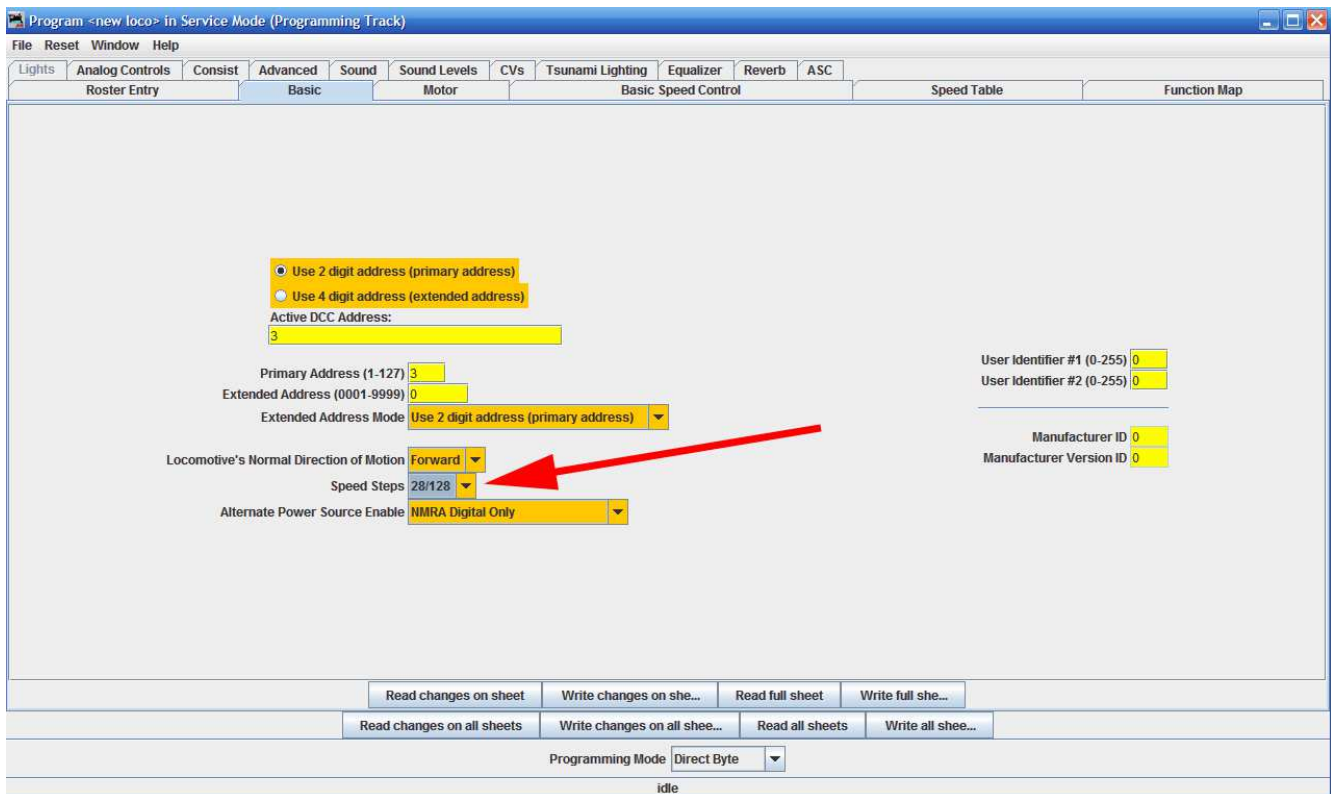 Program <new loco> in Service Mode (Programming Track)
File Reset Window Help
Lights Analog Controls Consist Advanced Sound Sound Levels CVs Tsunami Lighting Equalizer Reverb ASC
Roster Entry Basic Motor Basic Speed Control Speed Table Function Map
Use 2 digit address (primary address)
Use 4 digit address (extended address)
Active DCC Address:
3
Primary Address (1-127) 3
Extended Address (0001-9999) 0
Extended Address Mode Use 2 digit address (primary address)
Locomotive's Normal Direction of Motion Forward
Speed Steps 28/128
Alternate Power Source Enable NMRA Digital Only
User Identifier #1 (0-255) 0
User Identifier #2 (0-255) 0
Manufacturer ID 0
Manufacturer Version ID 0
Read changes on sheet Write changes on she... Read full sheet Write full she...
Read changes on all sheets Write changes on all shee... Read all sheets Write all shee...
Programming Mode Direct Byte
idle